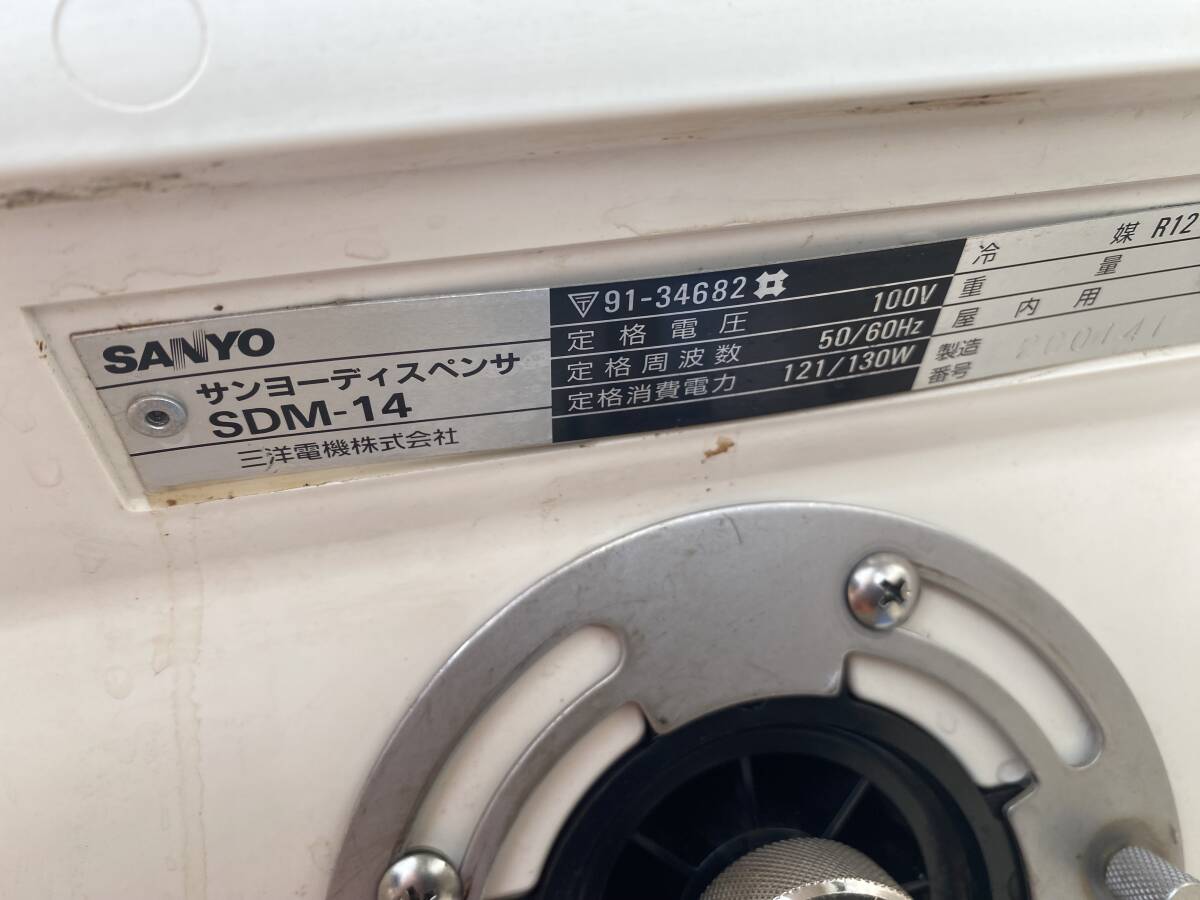 SANYO
サンヨーディスペンサ
SDM-14
三洋電機株式会社
91-34682
定格電圧 100V
定格周波数 50/60Hz
定格消費電力 121/130W
冷媒 R12
重量
屋内用
製造番号